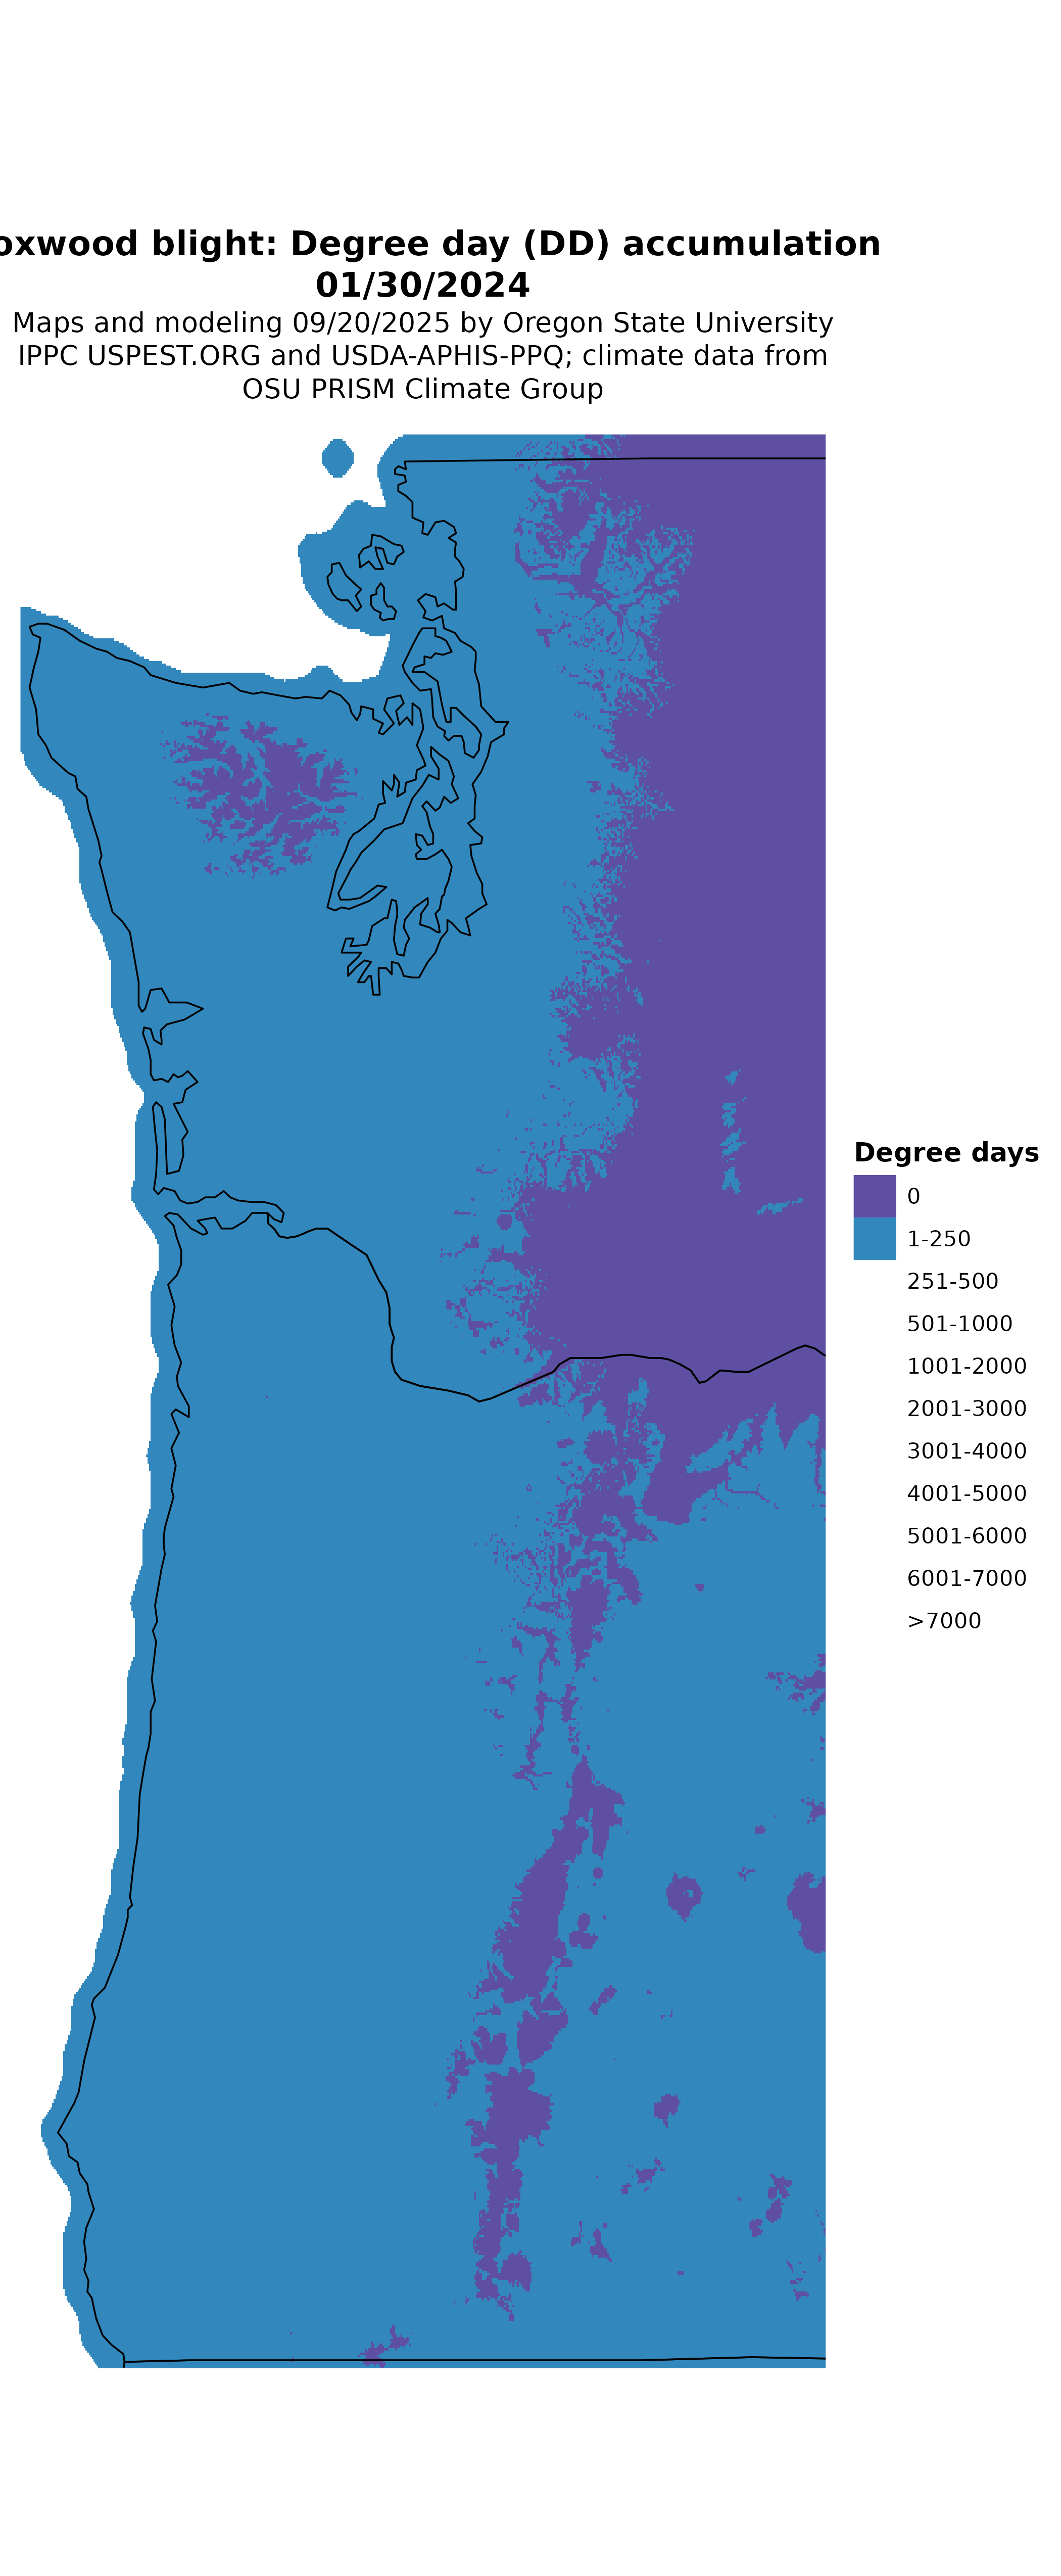 oxwood blight: Degree day (DD) accumulation
01/30/2024
Maps and modeling 09/20/2025 by Oregon State University
IPPC USPEST.ORG and USDA-APHIS-PPQ; climate data from
OSU PRISM Climate Group
Degree days
0
1-250
251-500
501-1000
1001-2000
2001-3000
3001-4000
4001-5000
5001-6000
6001-7000
>7000